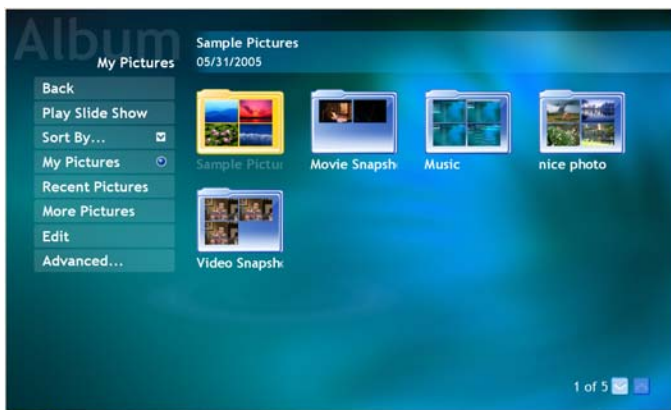 Album
My Pictures
Sample Pictures
05/31/2005
Back
Play Slide Show
Sort By...
My Pictures
Recent Pictures
More Pictures
Edit
Advanced...
Sample Pictu
Movie Snapsh
Music
nice photo
Video Snapsh
1 of 5